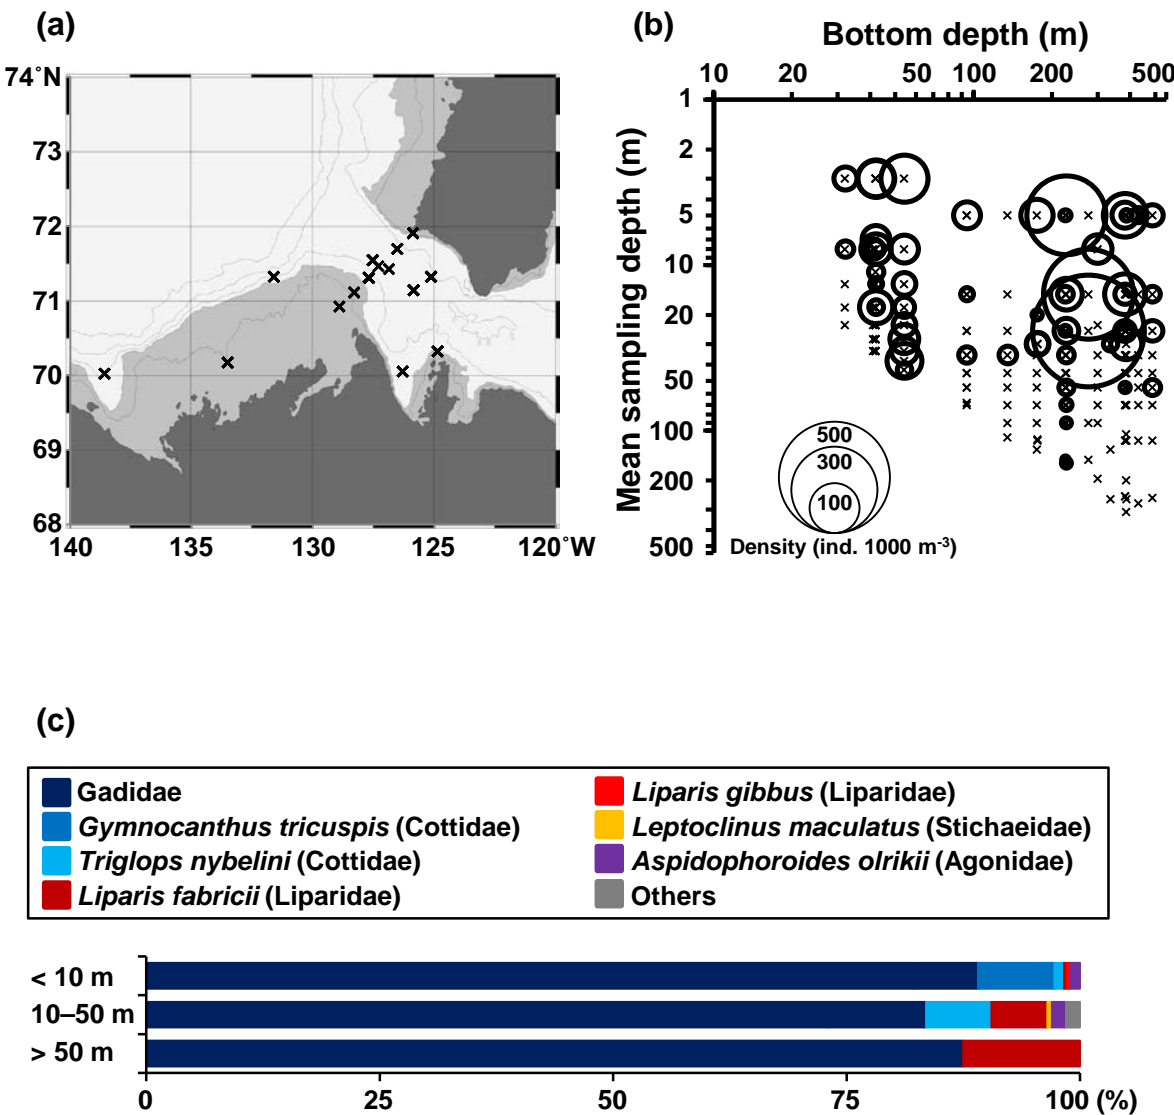 (a)
74˚N
73
72
71
70
69
68
140
135
130
125
120˚W
(b)
Bottom depth (m)
10
20
50
100
200
500
Mean sampling depth (m)
1
2
5
10
20
50
100
200
500
500
300
100
Density (ind. 1000 m-3)
(c)
Gadidae
Gymnocanthus tricuspis (Cottidae)
Triglops nybelini (Cottidae)
Liparis fabricii (Liparidae)
Liparis gibbus (Liparidae)
Leptoclinus maculatus (Stichaeidae)
Aspidophoroides olrikii (Agonidae)
Others
< 10 m
10–50 m
> 50 m
0
25
50
75
100 (%)